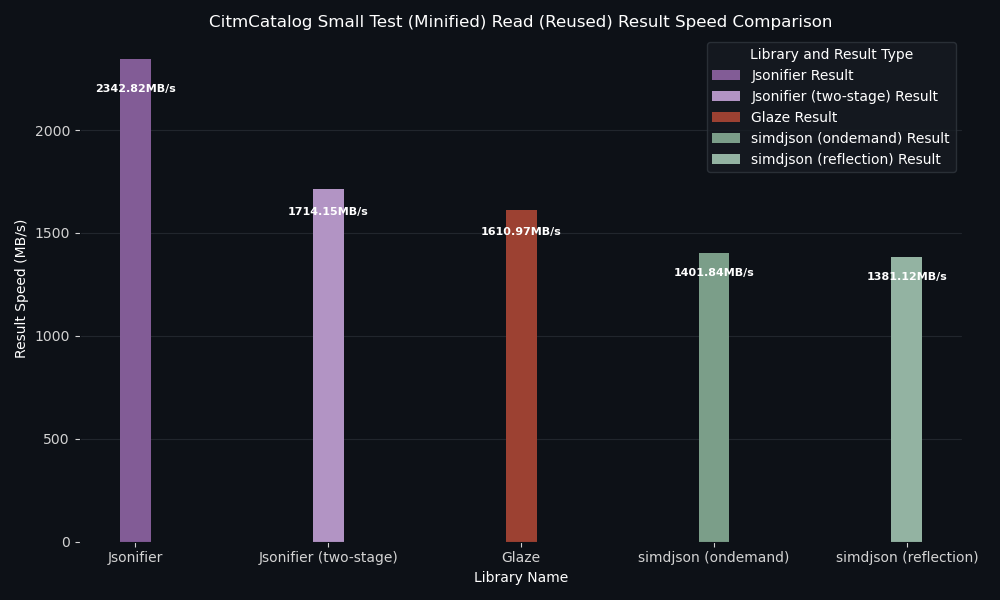 CitmCatalog Small Test (Minified) Read (Reused) Result Speed Comparison
Library and Result Type
Jsonifier Result
Jsonifier (two-stage) Result
Glaze Result
simdjson (ondemand) Result
simdjson (reflection) Result
Result Speed (MB/s)
2000
1500
1000
500
0
2342.82MB/s
1714.15MB/s
1610.97MB/s
1401.84MB/s
1381.12MB/s
Jsonifier
Jsonifier (two-stage)
Glaze
simdjson (ondemand)
simdjson (reflection)
Library Name